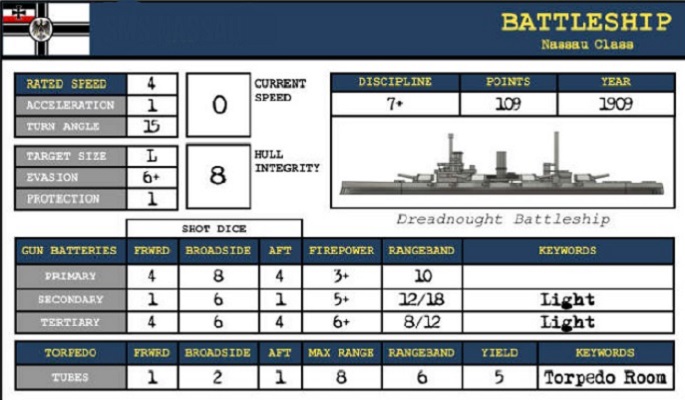 BATTLESHIP
Nassau Class
RATED SPEED 4
ACCELERATION 1
TURN ANGLE 15
0 CURRENT SPEED
DISCIPLINE POINTS YEAR
7+ 109 1909
TARGET SIZE L
EVASION 6+
PROTECTION 1
8 HULL INTEGRITY
Dreadnought Battleship
SHOT DICE
GUN BATTERIES FRWRD BROADSIDE AFT FIREPOWER RANGEBAND KEYWORDS
PRIMARY 4 8 4 3+ 10
SECONDARY 1 6 1 5+ 12/18 Light
TERTIARY 4 6 4 6+ 8/12 Light
TORPEDO FRWRD BROADSIDE AFT MAX RANGE RANGEBAND YIELD KEYWORDS
TUBES 1 2 1 8 6 5 Torpedo Room